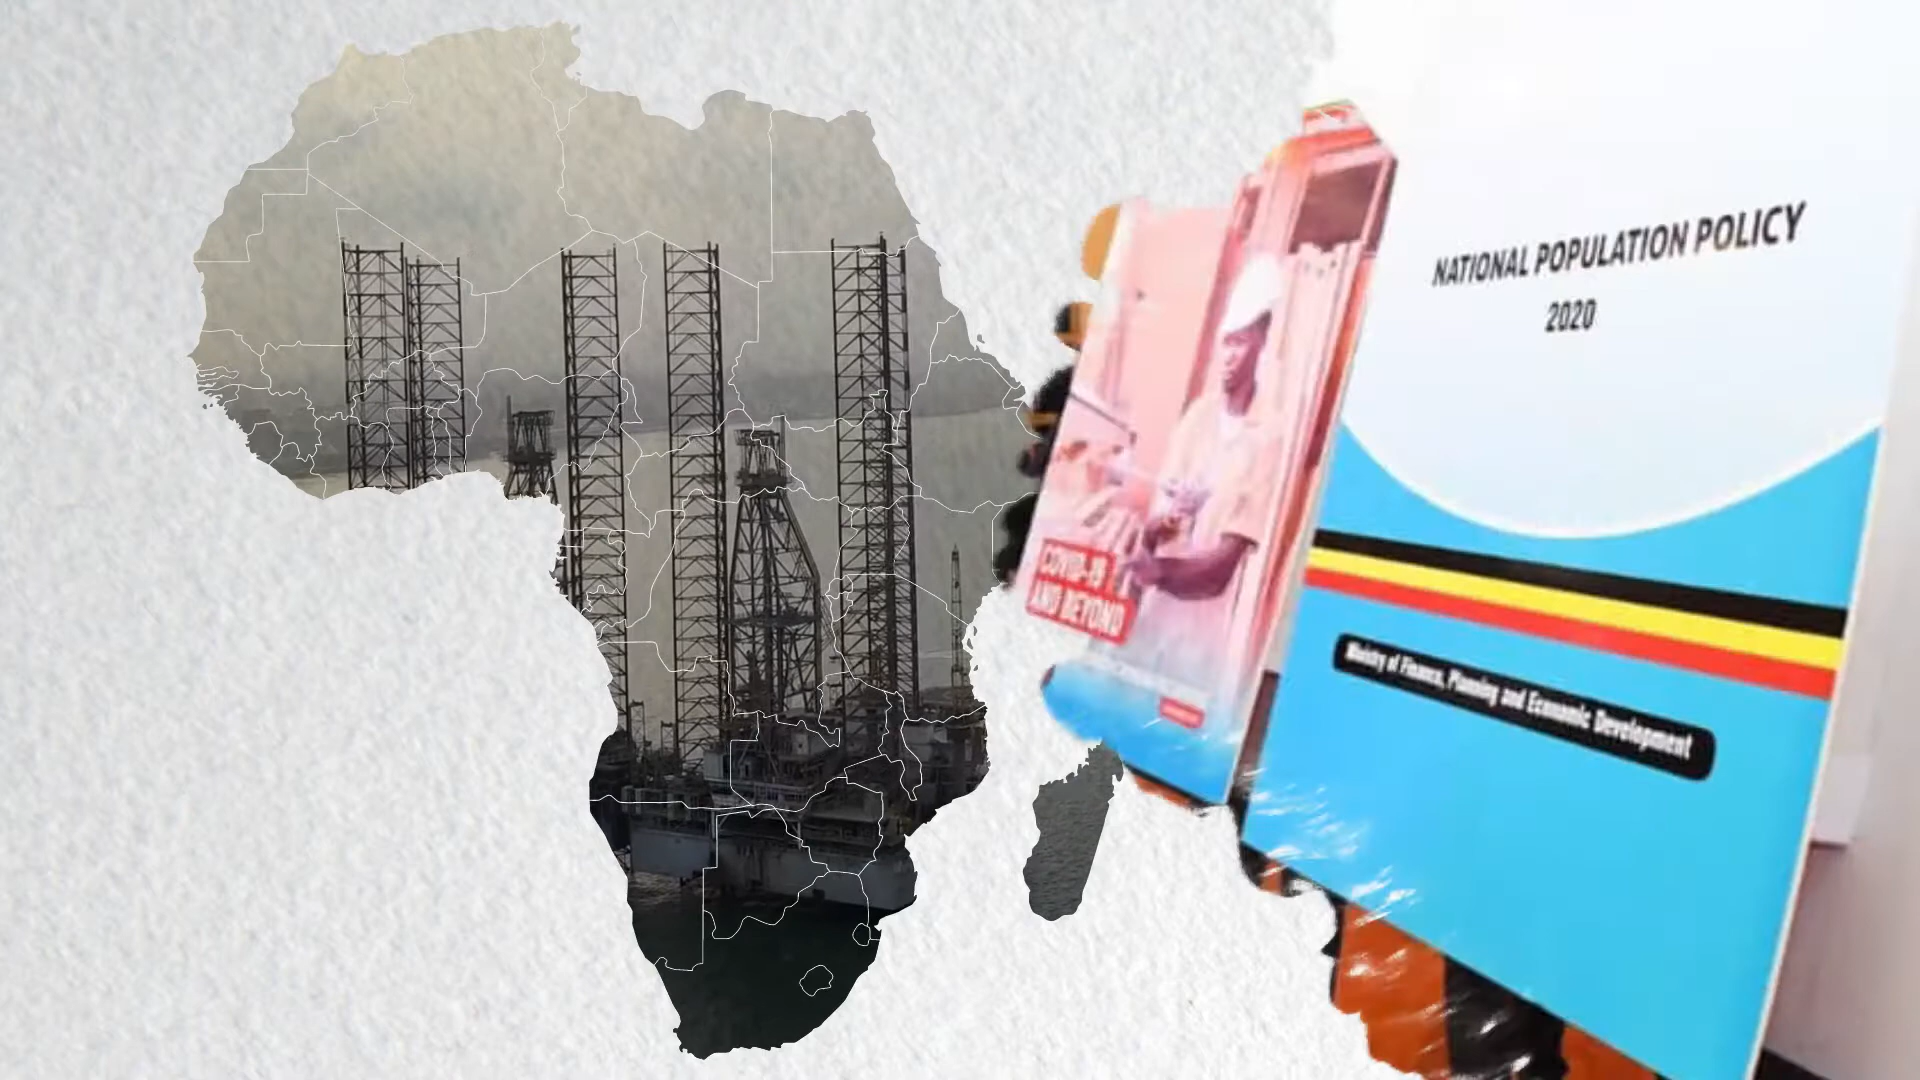 COVID-19
AND BEYOND
NATIONAL POPULATION POLICY
2020
Ministry of Finance, Planning and Economic Development